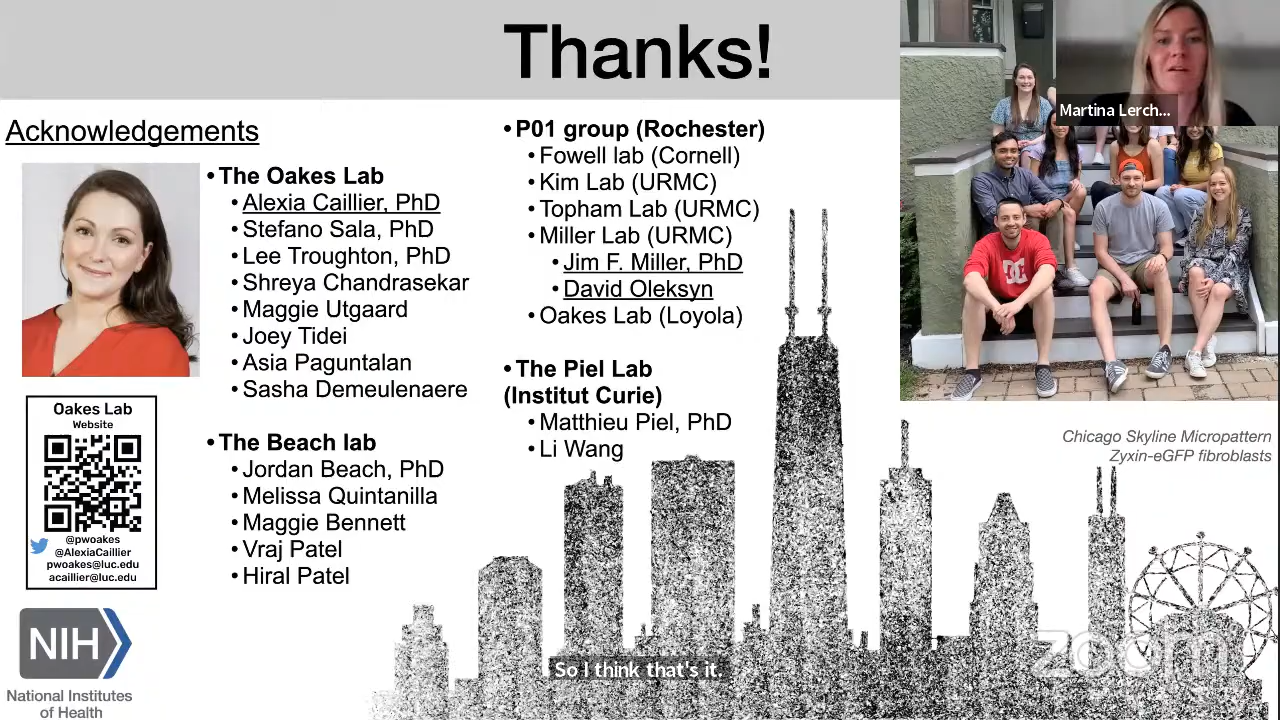 Thanks!
Acknowledgements
• The Oakes Lab
• Alexia Caillier, PhD
• Stefano Sala, PhD
• Lee Troughton, PhD
• Shreya Chandrasekar
• Maggie Utgaard
• Joey Tidei
• Asia Paguntalan
• Sasha Demeulenaere
• The Beach lab
• Jordan Beach, PhD
• Melissa Quintanilla
• Maggie Bennett
• Vraj Patel
• Hiral Patel
• P01 group (Rochester)
• Fowell lab (Cornell)
• Kim Lab (URMC)
• Topham Lab (URMC)
• Miller Lab (URMC)
• Jim F. Miller, PhD
• David Oleksyn
• Oakes Lab (Loyola)
• The Piel Lab
(Institut Curie)
• Matthieu Piel, PhD
• Li Wang
Martina Lerch...
Chicago Skyline Micropattern
Zyxin-eGFP fibroblasts
Oakes Lab
Website
@pwoakes
@AlexiaCaillier
pwoakes@luc.edu
acaillier@luc.edu
NIH
National Institutes
of Health
So I think that's it.
zoom